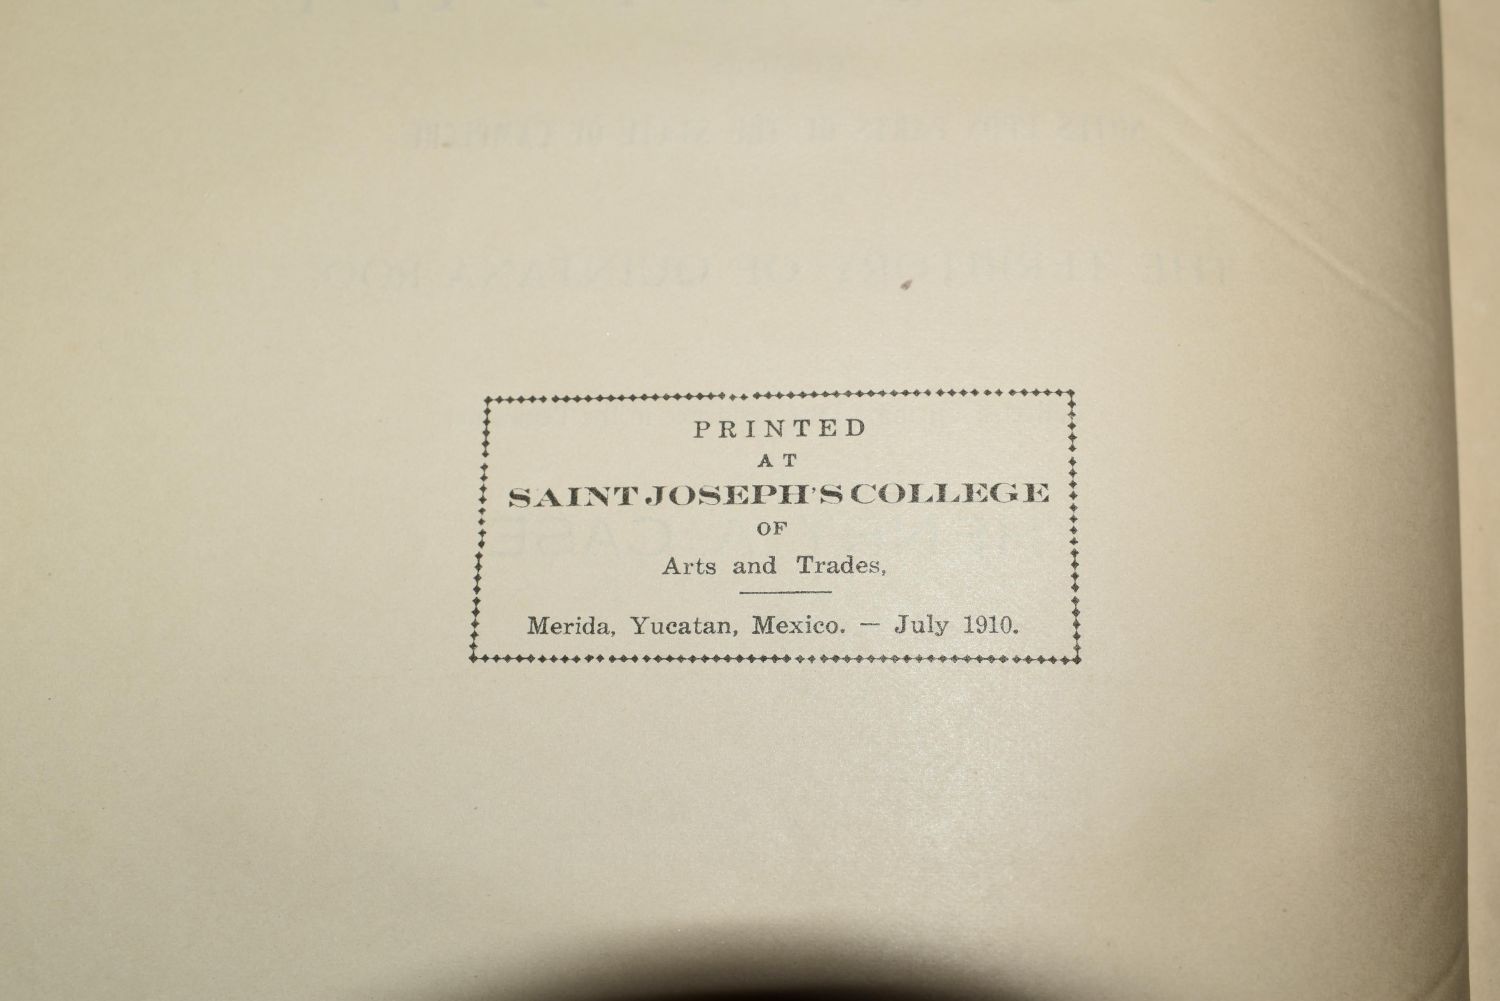 PRINTED
AT
SAINT JOSEPH'S COLLEGE
OF
Arts and Trades,
Merida, Yucatan, Mexico. — July 1910.